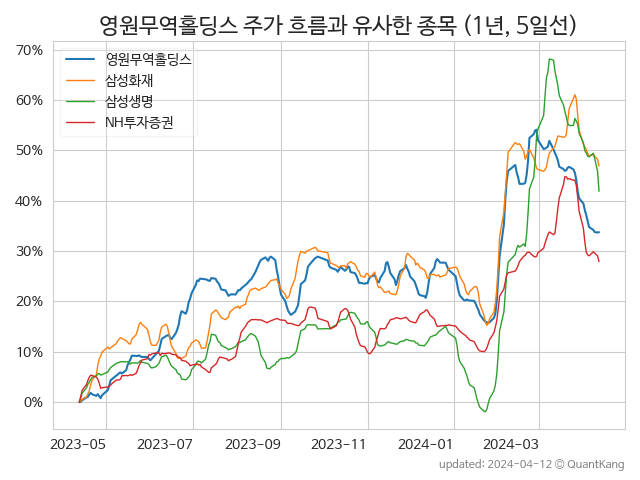 영원무역홀딩스 주가 흐름과 유사한 종목 (1년, 5일선)
영원무역홀딩스
삼성화재
삼성생명
NH투자증권
70%
60%
50%
40%
30%
20%
10%
0%
2023-05 2023-07 2023-09 2023-11 2024-01 2024-03
updated: 2024-04-12 © QuantKang